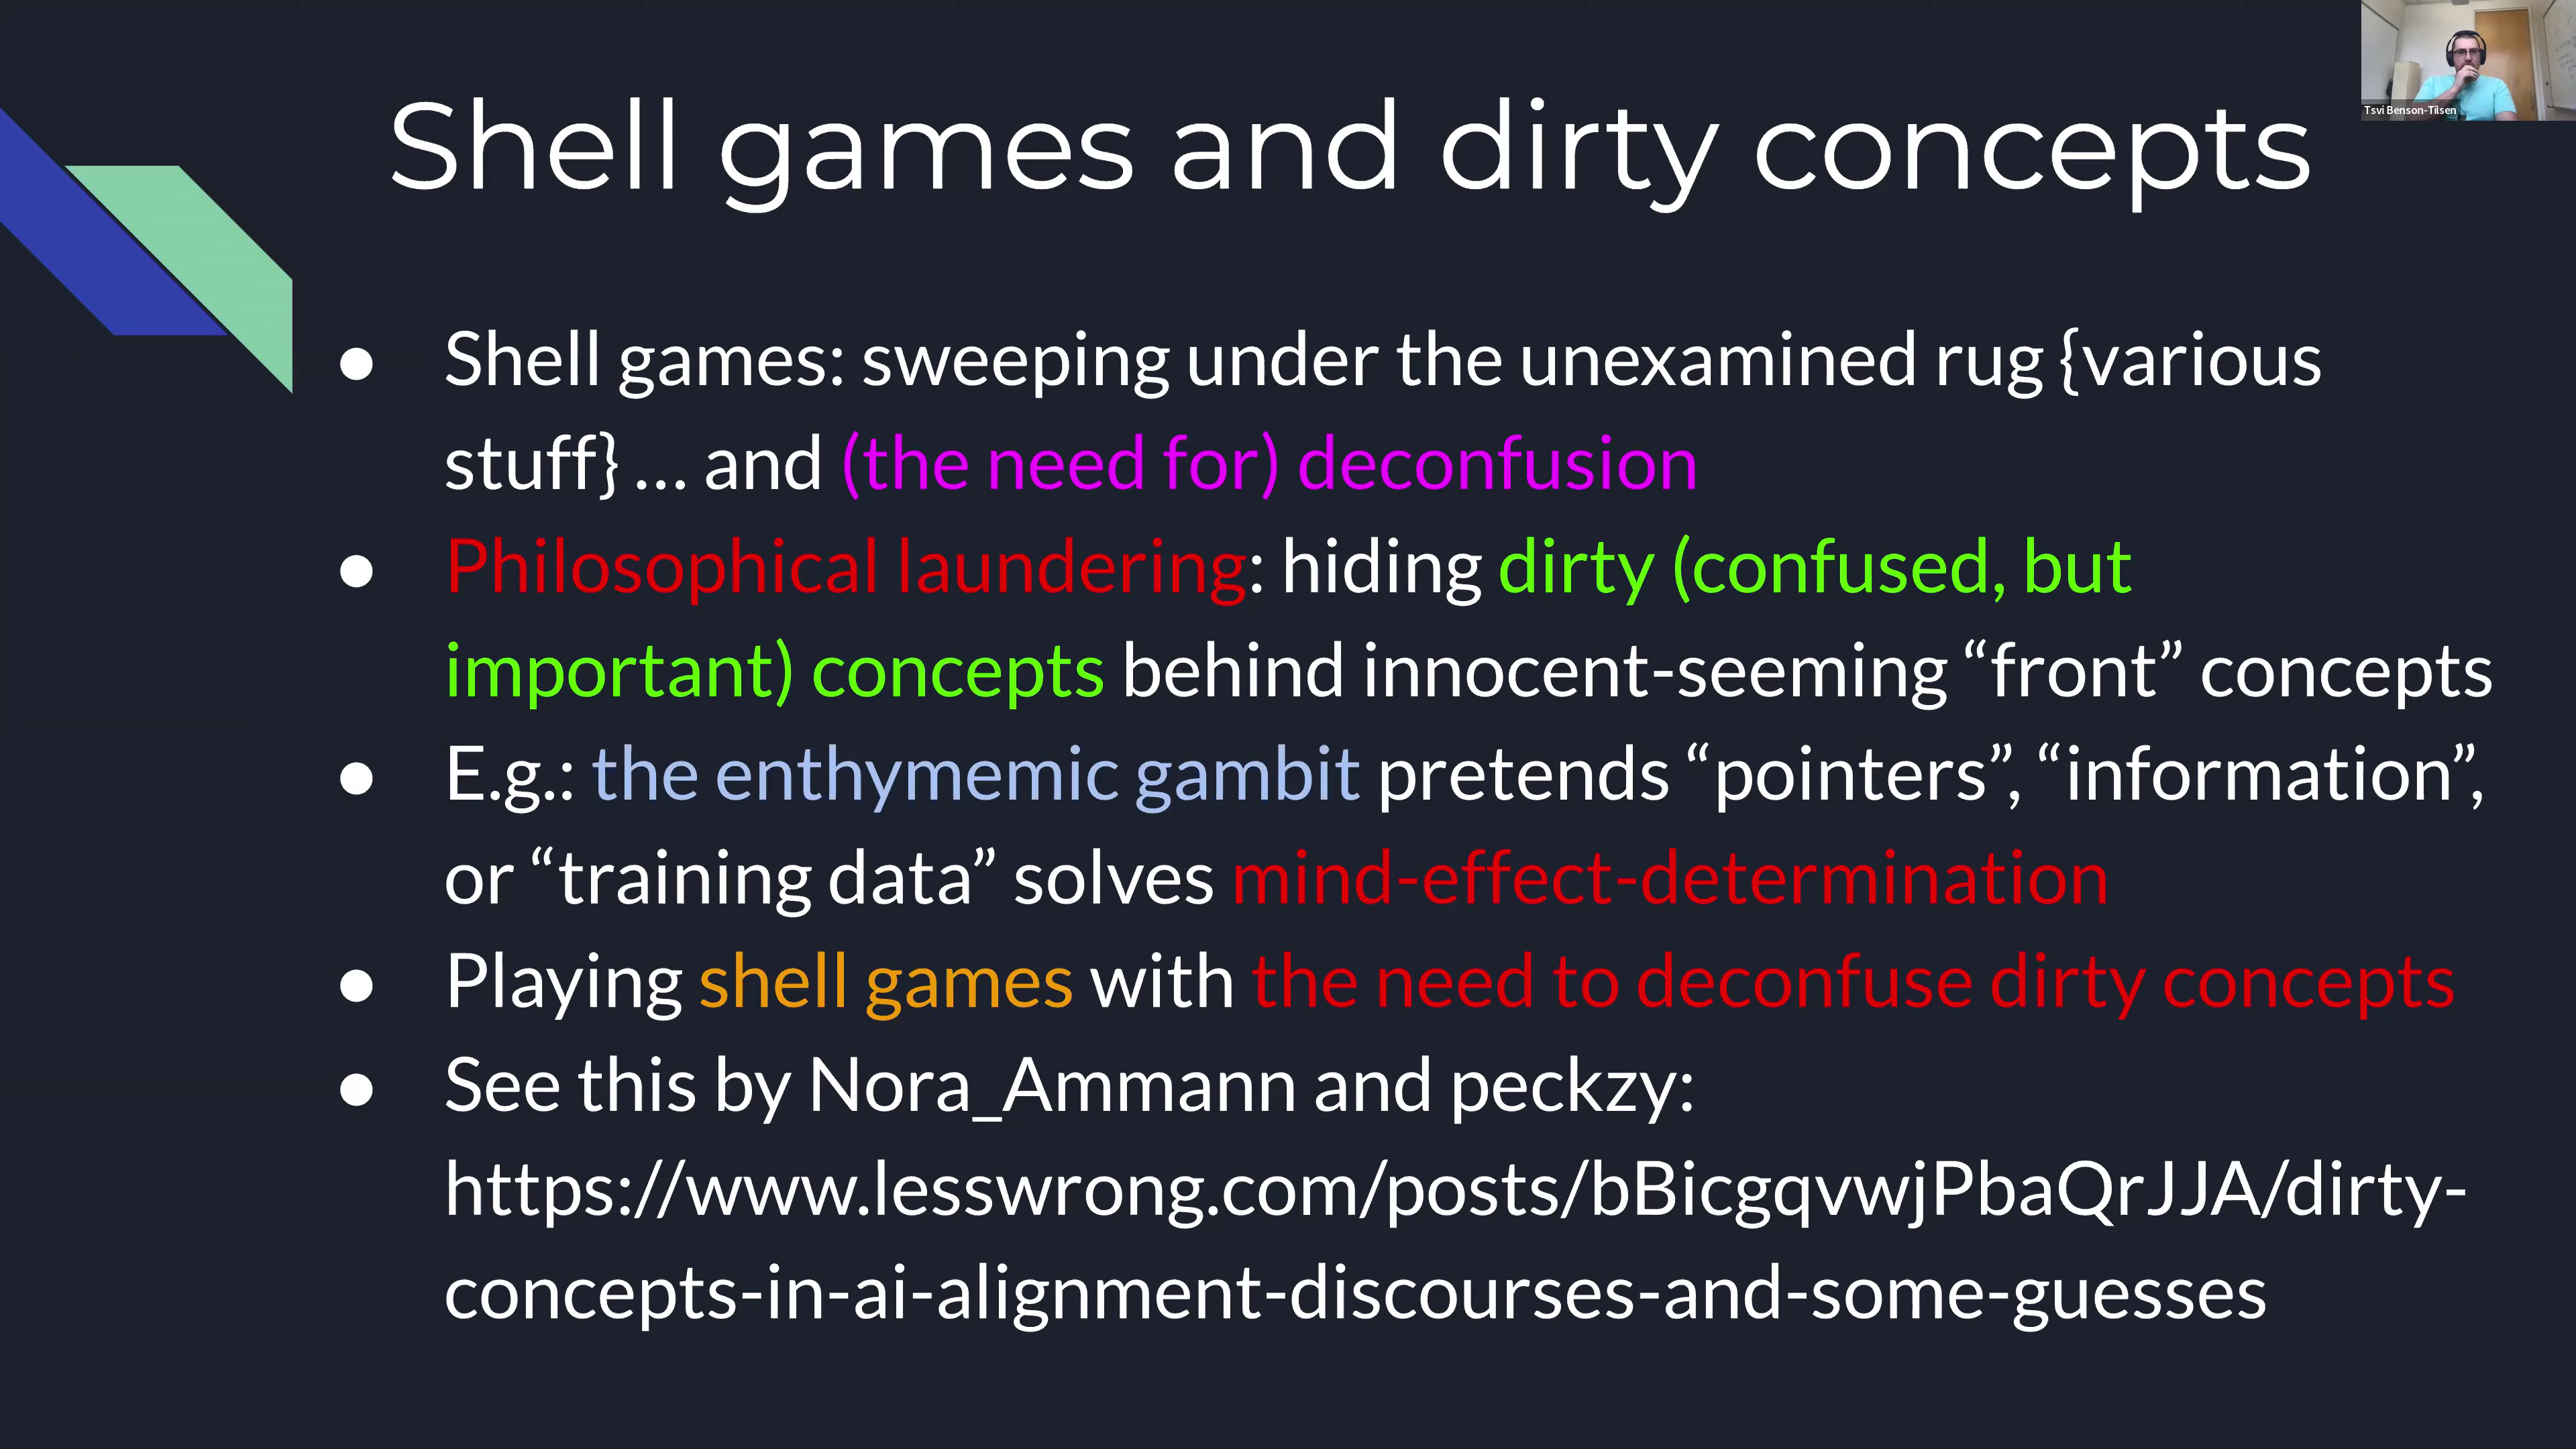 Tsvi Benson-Tilsen
Shell games and dirty concepts
● Shell games: sweeping under the unexamined rug {various
stuff} … and (the need for) deconfusion
● Philosophical laundering: hiding dirty (confused, but
important) concepts behind innocent-seeming “front” concepts
● E.g.: the enthymemic gambit pretends “pointers”, “information”,
or “training data” solves mind-effect-determination
● Playing shell games with the need to deconfuse dirty concepts
● See this by Nora_Ammann and peckzy:
https://www.lesswrong.com/posts/bBicgqvwjPbaQrJJA/dirty-
concepts-in-ai-alignment-discourses-and-some-guesses